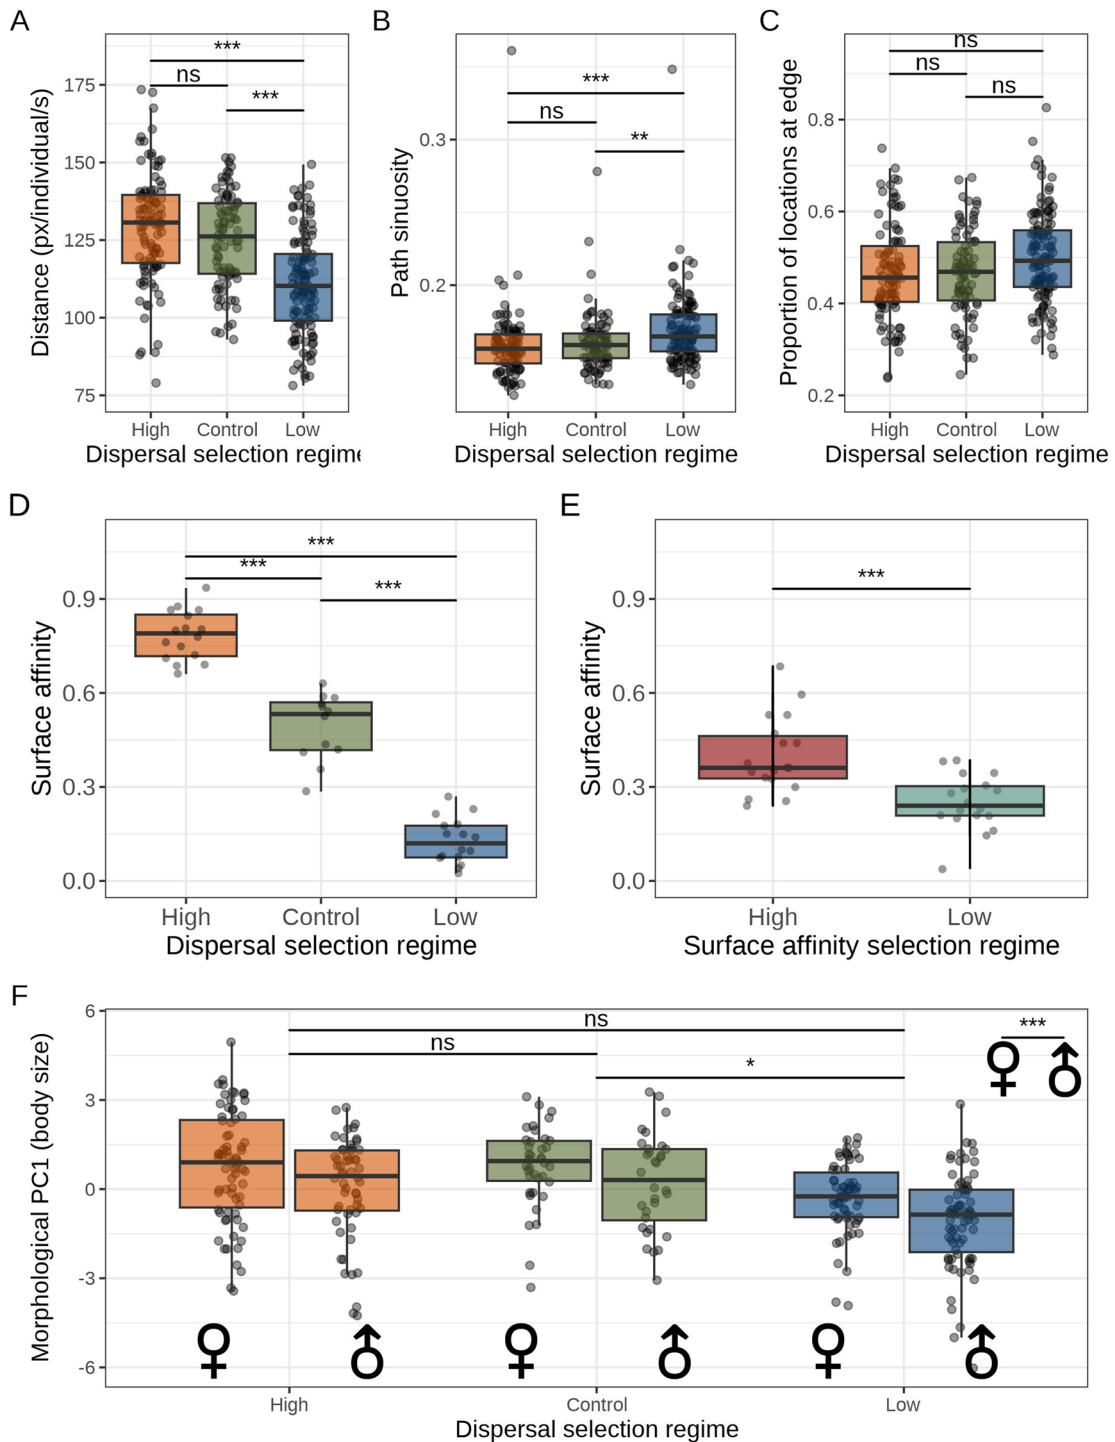 A
B
C
***
ns
***
175
150
125
100
75
Distance (px/individual/s)
High
Control
Low
Dispersal selection regime
***
ns
**
0.3
0.2
Path sinuosity
High
Control
Low
Dispersal selection regime
ns
ns
ns
0.8
0.6
0.4
0.2
Proportion of locations at edge
High
Control
Low
Dispersal selection regime
D
***
***
***
0.9
0.6
0.3
0.0
Surface affinity
High
Control
Low
Dispersal selection regime
E
***
0.9
0.6
0.3
0.0
Surface affinity
High
Low
Surface affinity selection regime
F
ns
ns
*
***
♀ ♂
6
3
0
-3
-6
Morphological PC1 (body size)
♀ ♂ ♀ ♂ ♀ ♂
High
Control
Low
Dispersal selection regime